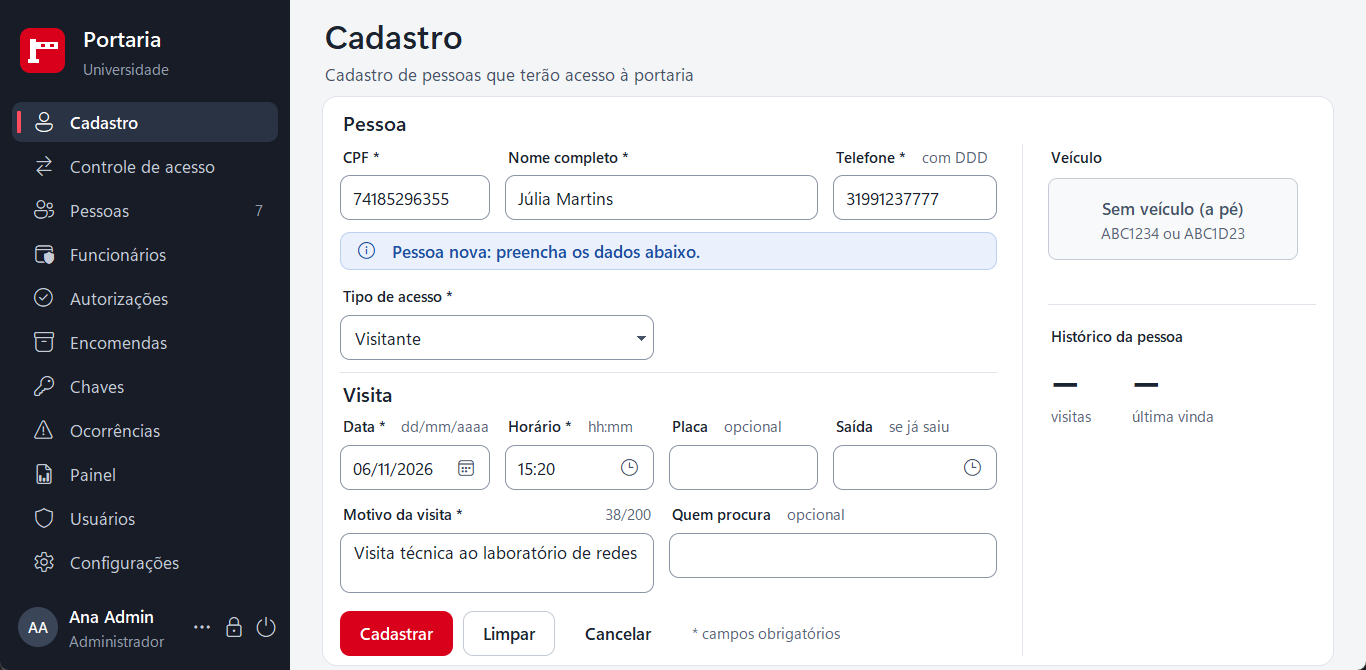 Portaria
Universidade
Cadastro
Controle de acesso
Pessoas 7
Funcionários
Autorizações
Encomendas
Chaves
Ocorrências
Painel
Usuários
Configurações
AA
Ana Admin
Administrador
Cadastro
Cadastro de pessoas que terão acesso à portaria
Pessoa
CPF * Nome completo * Telefone * com DDD
74185296355 Júlia Martins 31991237777
Pessoa nova: preencha os dados abaixo.
Tipo de acesso *
Visitante
Visita
Data * dd/mm/aaaa Horário * hh:mm Placa opcional Saída se já saiu
06/11/2026 15:20
Motivo da visita * 38/200 Quem procura opcional
Visita técnica ao laboratório de redes
Cadastrar Limpar Cancelar * campos obrigatórios
Veículo
Sem veículo (a pé)
ABC1234 ou ABC1D23
Histórico da pessoa
— —
visitas última vinda